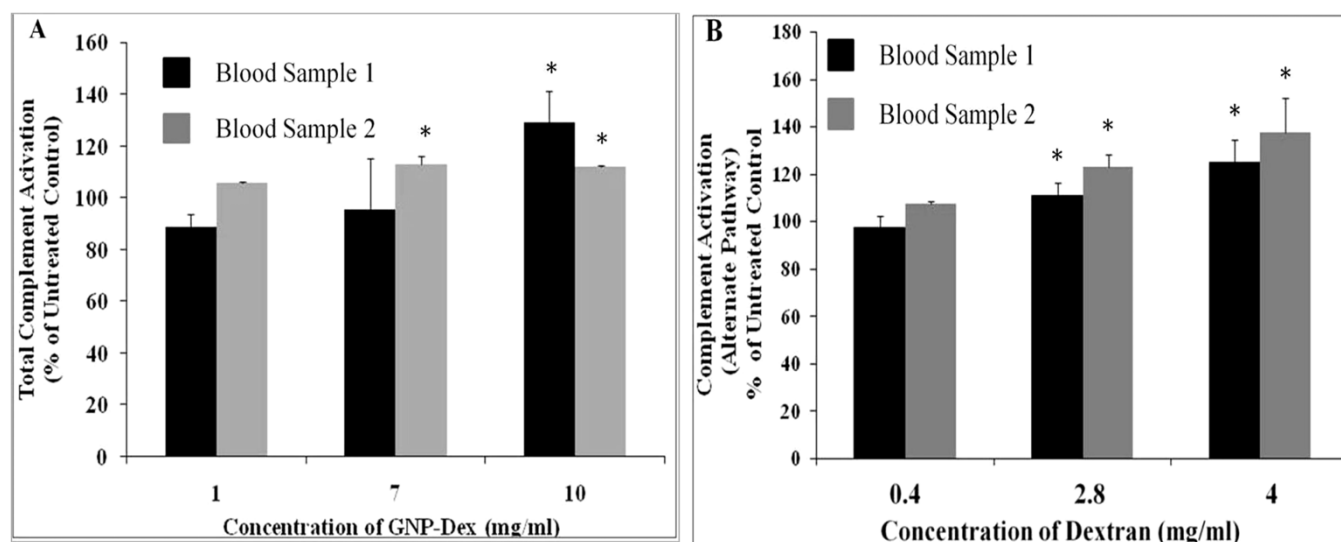 A
Total Complement Acivation
(% of Untreated Control)
160
140
120
100
80
60
40
20
0
Blood Sample 1
Blood Sample 2
*
*
*
1
7
10
Concentration of GNP-Dex (mg/ml)
B
Complement Activation
(Alternate Pathway)
% of Untreated Control
180
160
140
120
100
80
60
40
20
0
Blood Sample 1
Blood Sample 2
*
*
*
*
0.4
2.8
4
Concentration of Dextran (mg/ml)